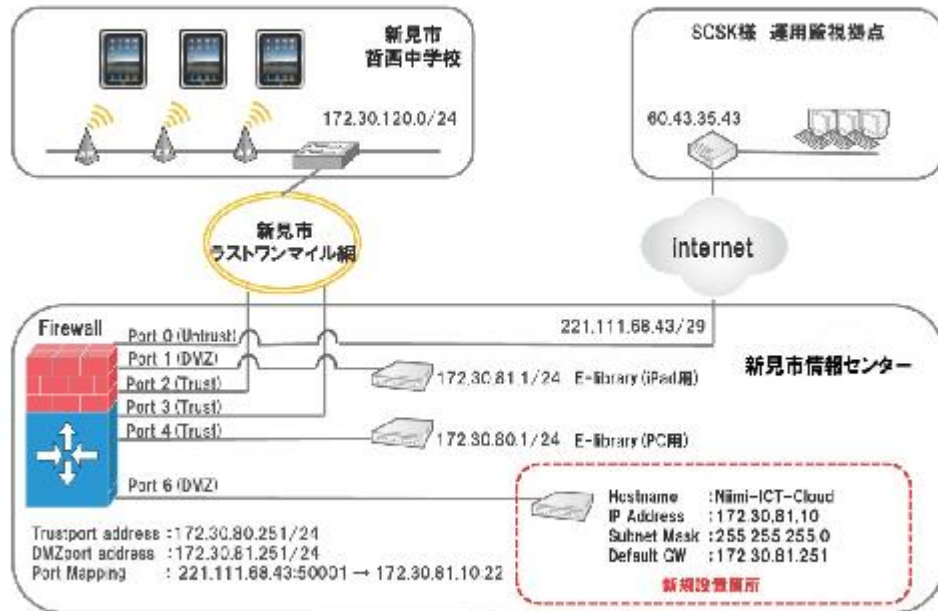 新見市
哲西中学校
172.30.120.0/24
SCSK様 運用監視拠点
60.43.35.43
新見市
ラストワンマイル網
internet
Firewall
Port 0 (Untrust)
Port 1 (DMZ)
Port 2 (Trust)
Port 3 (Trust)
Port 4 (Trust)
Port 6 (DMZ)
221.111.68.43/29
新見市情報センター
172.30.81.1/24 E-library (iPad用)
172.30.80.1/24 E-library (PC用)
Hostname :Niimi-ICT-Cloud
IP Address :172.30.81.10
Subnet Mask :255 255 255.0
Default GW :172.30.81.251
新規設置箇所
Trustport address :172.30.80.251/24
DMZport address :172.30.81.251/24
Port Mapping : 221.111.68.43:50001 → 172.30.81.10:22